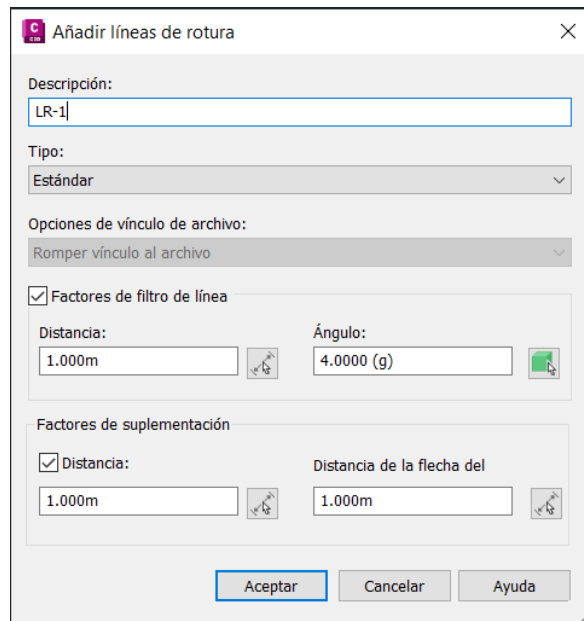 C
C3D
Añadir líneas de rotura
Descripción:
LR-1
Tipo:
Estándar
Opciones de vínculo de archivo:
Romper vínculo al archivo
Factores de filtro de línea
Distancia:
Ángulo:
1.000m
4.0000 (g)
Factores de suplementación
Distancia:
Distancia de la flecha del
1.000m
1.000m
Aceptar
Cancelar
Ayuda